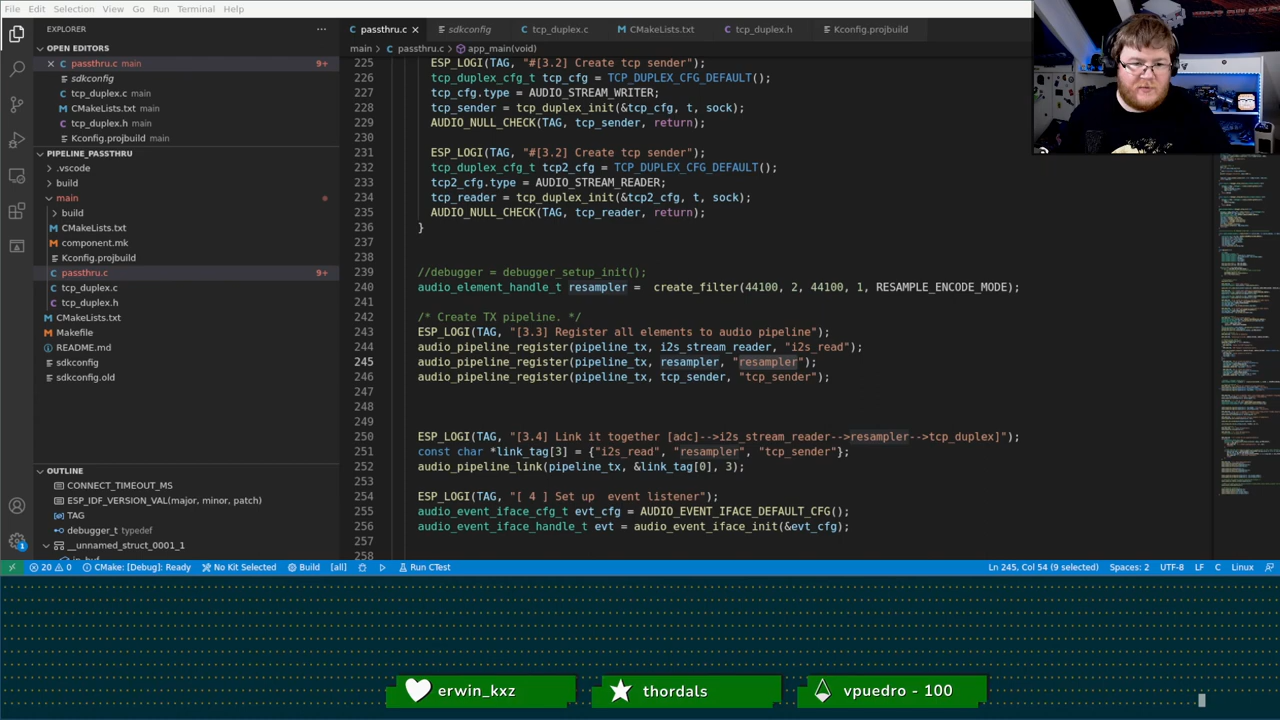 File Edit Selection View Go Run Terminal Help
EXPLORER
OPEN EDITORS
passthru.c main 9+
sdkconfig
tcp_duplex.c main
CMakeLists.txt main
tcp_duplex.h main
Kconfig.projbuild main
PIPELINE_PASSTHRU
.vscode
build
main
build
CMakeLists.txt
component.mk
Kconfig.projbuild
passthru.c 9+
tcp_duplex.c
tcp_duplex.h
CMakeLists.txt
Makefile
README.md
sdkconfig
sdkconfig.old
OUTLINE
CONNECT_TIMEOUT_MS
ESP_IDF_VERSION_VAL(major, minor, patch)
TAG
debugger_t typedef
__unnamed_struct_0001_1
passthru.c sdkconfig tcp_duplex.c CMakeLists.txt tcp_duplex.h Kconfig.projbuild
main > passthru.c > app_main(void)
225 ESP_LOGI(TAG, "#[3.2] Create tcp sender");
226 tcp_duplex_cfg_t tcp_cfg = TCP_DUPLEX_CFG_DEFAULT();
227 tcp_cfg.type = AUDIO_STREAM_WRITER;
228 tcp_sender = tcp_duplex_init(&tcp_cfg, t, sock);
229 AUDIO_NULL_CHECK(TAG, tcp_sender, return);
230
231 ESP_LOGI(TAG, "#[3.2] Create tcp sender");
232 tcp_duplex_cfg_t tcp2_cfg = TCP_DUPLEX_CFG_DEFAULT();
233 tcp2_cfg.type = AUDIO_STREAM_READER;
234 tcp_reader = tcp_duplex_init(&tcp2_cfg, t, sock);
235 AUDIO_NULL_CHECK(TAG, tcp_reader, return);
236 }
237
238
239 //debugger = debugger_setup_init();
240 audio_element_handle_t resampler = create_filter(44100, 2, 44100, 1, RESAMPLE_ENCODE_MODE);
241
242 /* Create TX pipeline. */
243 ESP_LOGI(TAG, "[3.3] Register all elements to audio pipeline");
244 audio_pipeline_register(pipeline_tx, i2s_stream_reader, "i2s_read");
245 audio_pipeline_register(pipeline_tx, resampler, "resampler");
246 audio_pipeline_register(pipeline_tx, tcp_sender, "tcp_sender");
247
248
249
250 ESP_LOGI(TAG, "[3.4] Link it together [adc]-->i2s_stream_reader-->resampler-->tcp_duplex]");
251 const char *link_tag[3] = {"i2s_read", "resampler", "tcp_sender"};
252 audio_pipeline_link(pipeline_tx, &link_tag[0], 3);
253
254 ESP_LOGI(TAG, "[ 4 ] Set up event listener");
255 audio_event_iface_cfg_t evt_cfg = AUDIO_EVENT_IFACE_DEFAULT_CFG();
256 audio_event_iface_handle_t evt = audio_event_iface_init(&evt_cfg);
257
258
20 0 CMake: [Debug]: Ready No Kit Selected Build [all] Run CTest Ln 245, Col 54 (9 selected) Spaces: 2 UTF-8 LF C Linux
erwin_kxz thordals vpuedro - 100